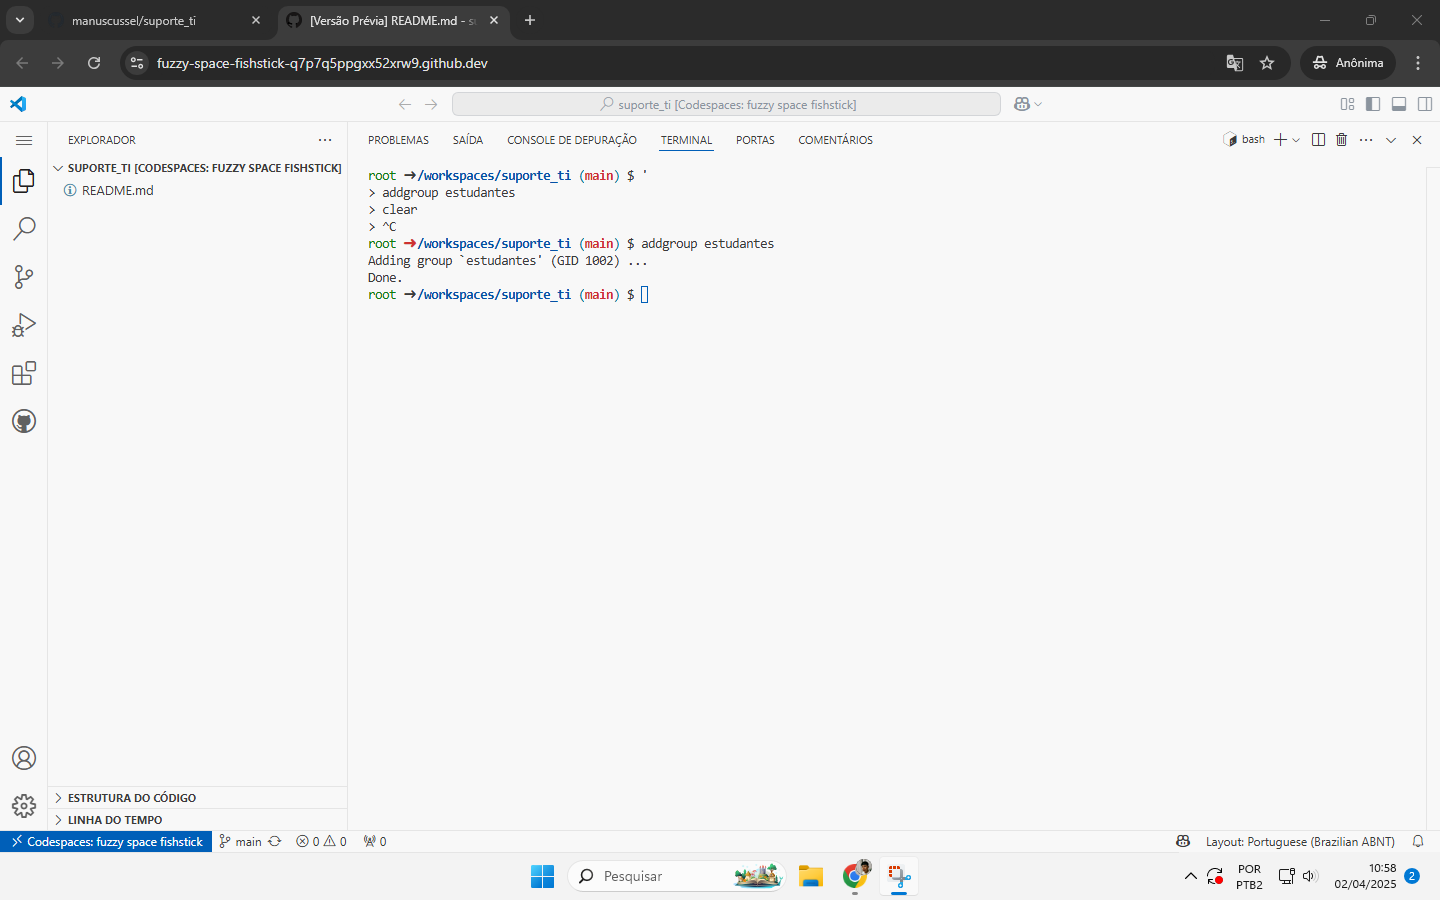 manuscussel/suporte_ti
[Versão Prévia] README.md - su
fuzzy-space-fishstick-q7p7q5ppgxx52xrw9.github.dev
Anônima
suporte_ti [Codespaces: fuzzy space fishstick]
EXPLORADOR
SUPORTE_TI [CODESPACES: FUZZY SPACE FISHSTICK]
README.md
PROBLEMAS
SAÍDA
CONSOLE DE DEPURAÇÃO
TERMINAL
PORTAS
COMENTÁRIOS
bash
root ➜/workspaces/suporte_ti (main) $ '
> addgroup estudantes
> clear
> ^C
root ➜/workspaces/suporte_ti (main) $ addgroup estudantes
Adding group `estudantes' (GID 1002) ...
Done.
root ➜/workspaces/suporte_ti (main) $
ESTRUTURA DO CÓDIGO
LINHA DO TEMPO
Codespaces: fuzzy space fishstick
main
0
0
0
Layout: Portuguese (Brazilian ABNT)
Pesquisar
POR
PTB2
10:58
02/04/2025
2